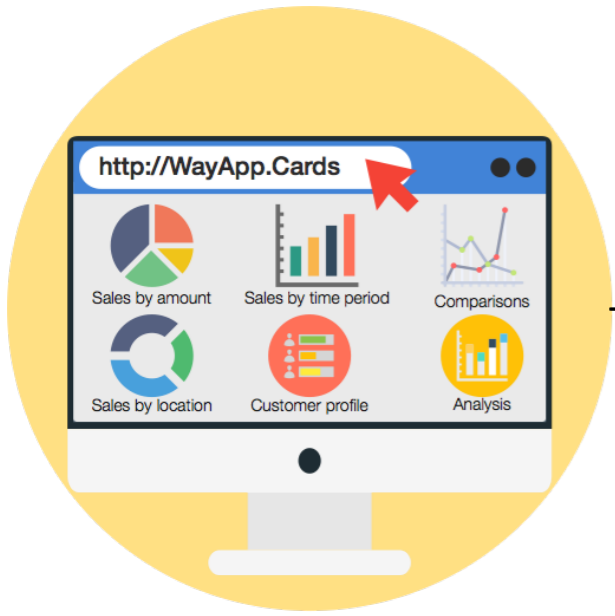 http://WayApp.Cards
Sales by amount
Sales by time period
Comparisons
Sales by location
Customer profile
Analysis